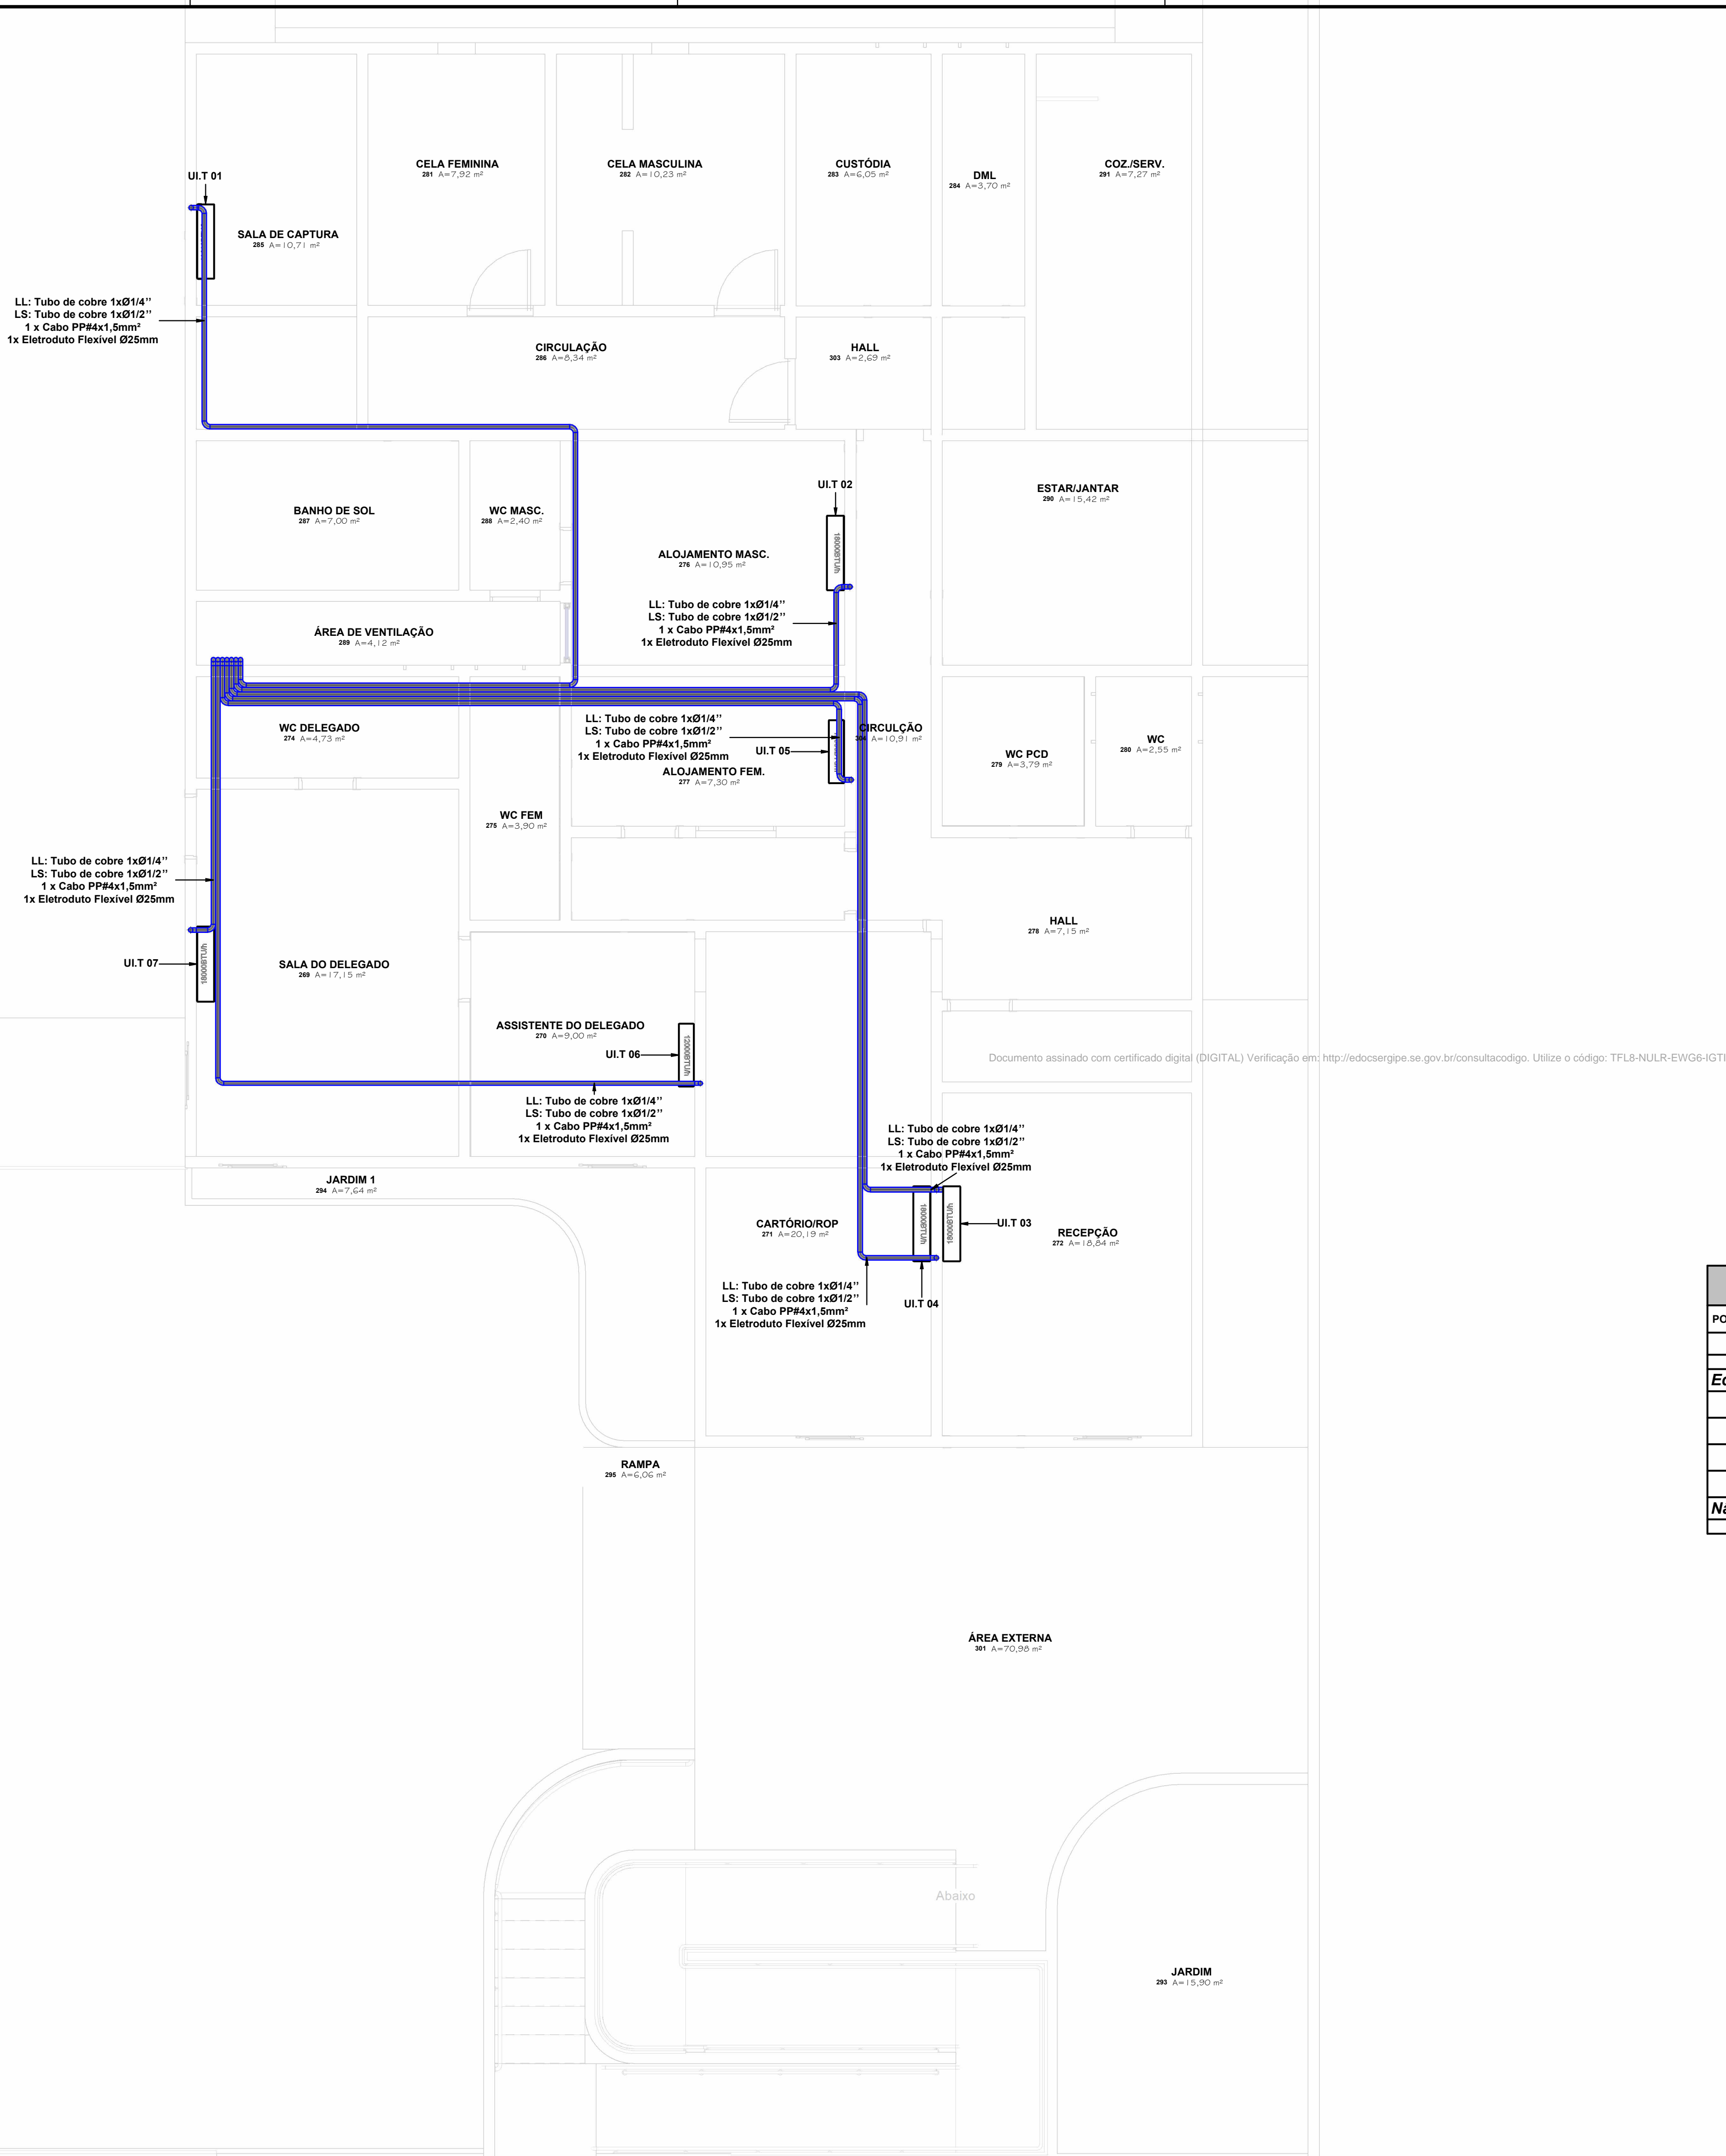 CELA FEMININA
281 A=7,92 m²
CELA MASCULINA
282 A=10,23 m²
CUSTÓDIA
283 A=6,05 m²
DML
284 A=3,70 m²
COZ./SERV.
291 A=7,27 m²
UI.T 01
SALA DE CAPTURA
285 A=10,71 m²
LL: Tubo de cobre 1xØ1/4’’
LS: Tubo de cobre 1xØ1/2’’
1 x Cabo PP#4x1,5mm²
1x Eletroduto Flexível Ø25mm
CIRCULAÇÃO
286 A=8,34 m²
HALL
303 A=2,69 m²
UI.T 02
18000BTU/h
ESTAR/JANTAR
290 A=15,42 m²
BANHO DE SOL
287 A=7,00 m²
WC MASC.
288 A=2,40 m²
ALOJAMENTO MASC.
276 A=10,95 m²
LL: Tubo de cobre 1xØ1/4’’
LS: Tubo de cobre 1xØ1/2’’
1 x Cabo PP#4x1,5mm²
1x Eletroduto Flexível Ø25mm
ÁREA DE VENTILAÇÃO
289 A=4,12 m²
WC DELEGADO
274 A=4,73 m²
LL: Tubo de cobre 1xØ1/4’’
LS: Tubo de cobre 1xØ1/2’’
1 x Cabo PP#4x1,5mm²
1x Eletroduto Flexível Ø25mm
UI.T 05
CIRCULÇÃO
304 A=10,91 m²
ALOJAMENTO FEM.
277 A=7,30 m²
WC PCD
279 A=3,79 m²
WC
280 A=2,55 m²
WC FEM
275 A=3,90 m²
LL: Tubo de cobre 1xØ1/4’’
LS: Tubo de cobre 1xØ1/2’’
1 x Cabo PP#4x1,5mm²
1x Eletroduto Flexível Ø25mm
HALL
278 A=7,15 m²
UI.T 07
18000BTU/h
SALA DO DELEGADO
269 A=17,15 m²
ASSISTENTE DO DELEGADO
270 A=9,00 m²
UI.T 06
12000BTU/h
Documento assinado com certificado digital (DIGITAL) Verificação em: http://edocsergipe.se.gov.br/consultacodigo. Utilize o código: TFL8-NULR-EWG6-IGTI
LL: Tubo de cobre 1xØ1/4’’
LS: Tubo de cobre 1xØ1/2’’
1 x Cabo PP#4x1,5mm²
1x Eletroduto Flexível Ø25mm
LL: Tubo de cobre 1xØ1/4’’
LS: Tubo de cobre 1xØ1/2’’
1 x Cabo PP#4x1,5mm²
1x Eletroduto Flexível Ø25mm
JARDIM 1
294 A=7,64 m²
CARTÓRIO/ROP
271 A=20,19 m²
18000BTU/h
18000BTU/h
UI.T 03
RECEPÇÃO
272 A=18,84 m²
LL: Tubo de cobre 1xØ1/4’’
LS: Tubo de cobre 1xØ1/2’’
1 x Cabo PP#4x1,5mm²
1x Eletroduto Flexível Ø25mm
UI.T 04
RAMPA
295 A=6,06 m²
ÁREA EXTERNA
301 A=70,98 m²
Abaixo
JARDIM
293 A=15,90 m²